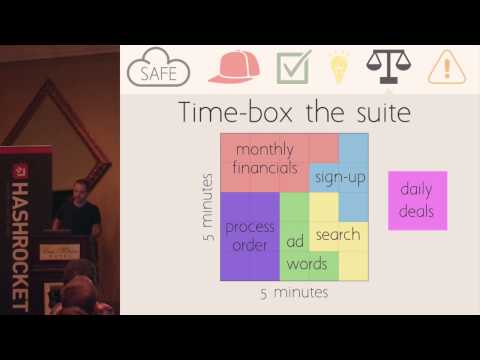 SAFE
Time-box the suite
monthly
financials
sign-up
daily
deals
5 minutes
process
order
ad
words
search
5 minutes
HASHROCKET